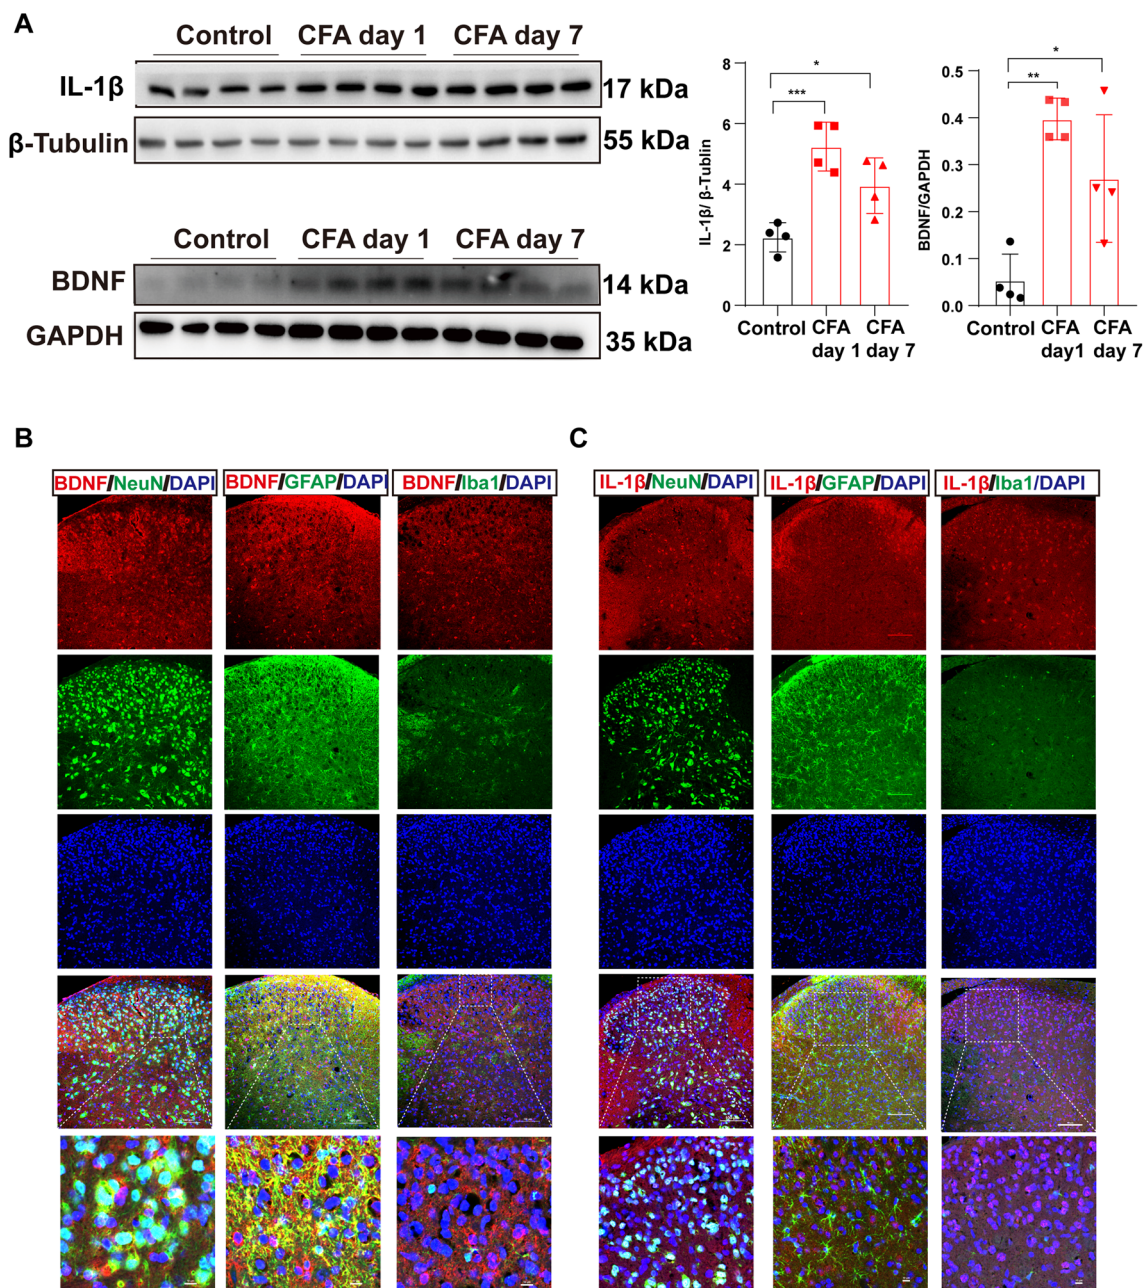 A
Control CFA day 1 CFA day 7
IL-1β 17 kDa
β-Tubulin 55 kDa
Control CFA day 1 CFA day 7
BDNF 14 kDa
GAPDH 35 kDa
IL-1β/ β-Tublin
8
6
4
2
0
*
***
Control CFA CFA
day 1 day 7
BDNF/GAPDH
0.5
0.4
0.3
0.2
0.1
0.0
*
**
Control CFA CFA
day1 day 7
B
BDNF/NeuN/DAPI BDNF/GFAP/DAPI BDNF/Iba1/DAPI
C
IL-1β/NeuN/DAPI IL-1β/GFAP/DAPI IL-1β/Iba1/DAPI